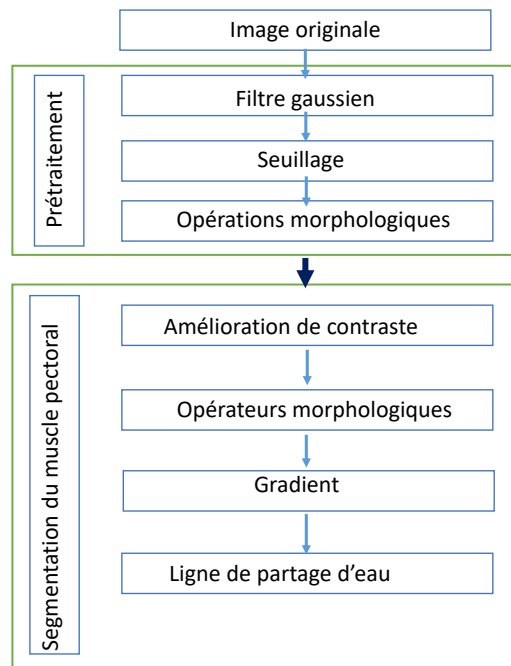 Image originale
Prétraitement
Filtre gaussien
Seuillage
Opérations morphologiques
Segmentation du muscle pectoral
Amélioration de contraste
Opérateurs morphologiques
Gradient
Ligne de partage d’eau